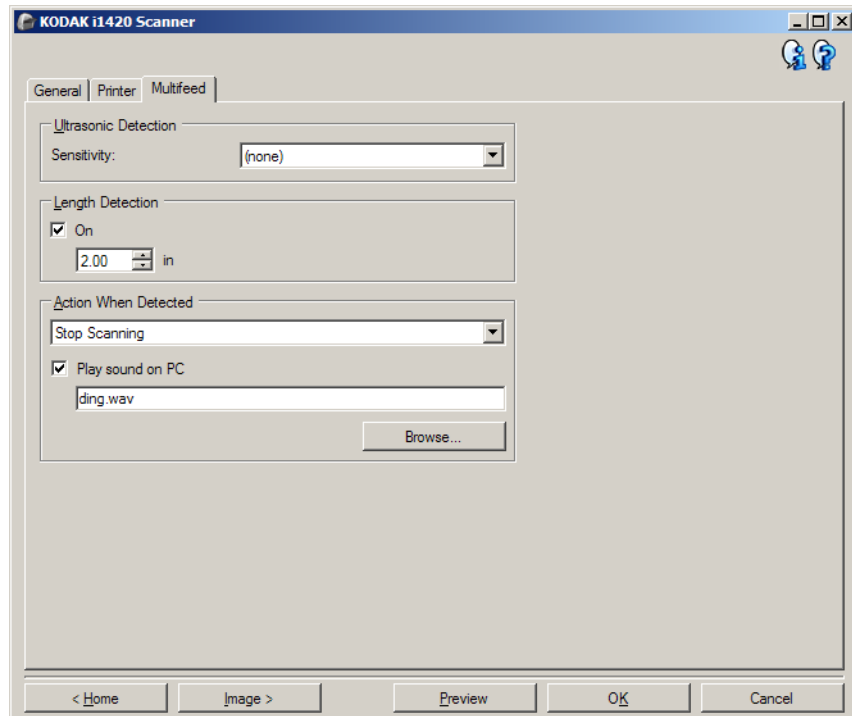 KODAK i1420 Scanner
General Printer Multifeed
Ultrasonic Detection
Sensitivity: (none)
Length Detection
On
2.00 in
Action When Detected
Stop Scanning
Play sound on PC
ding.wav
Browse...
< Home Image > Preview OK Cancel